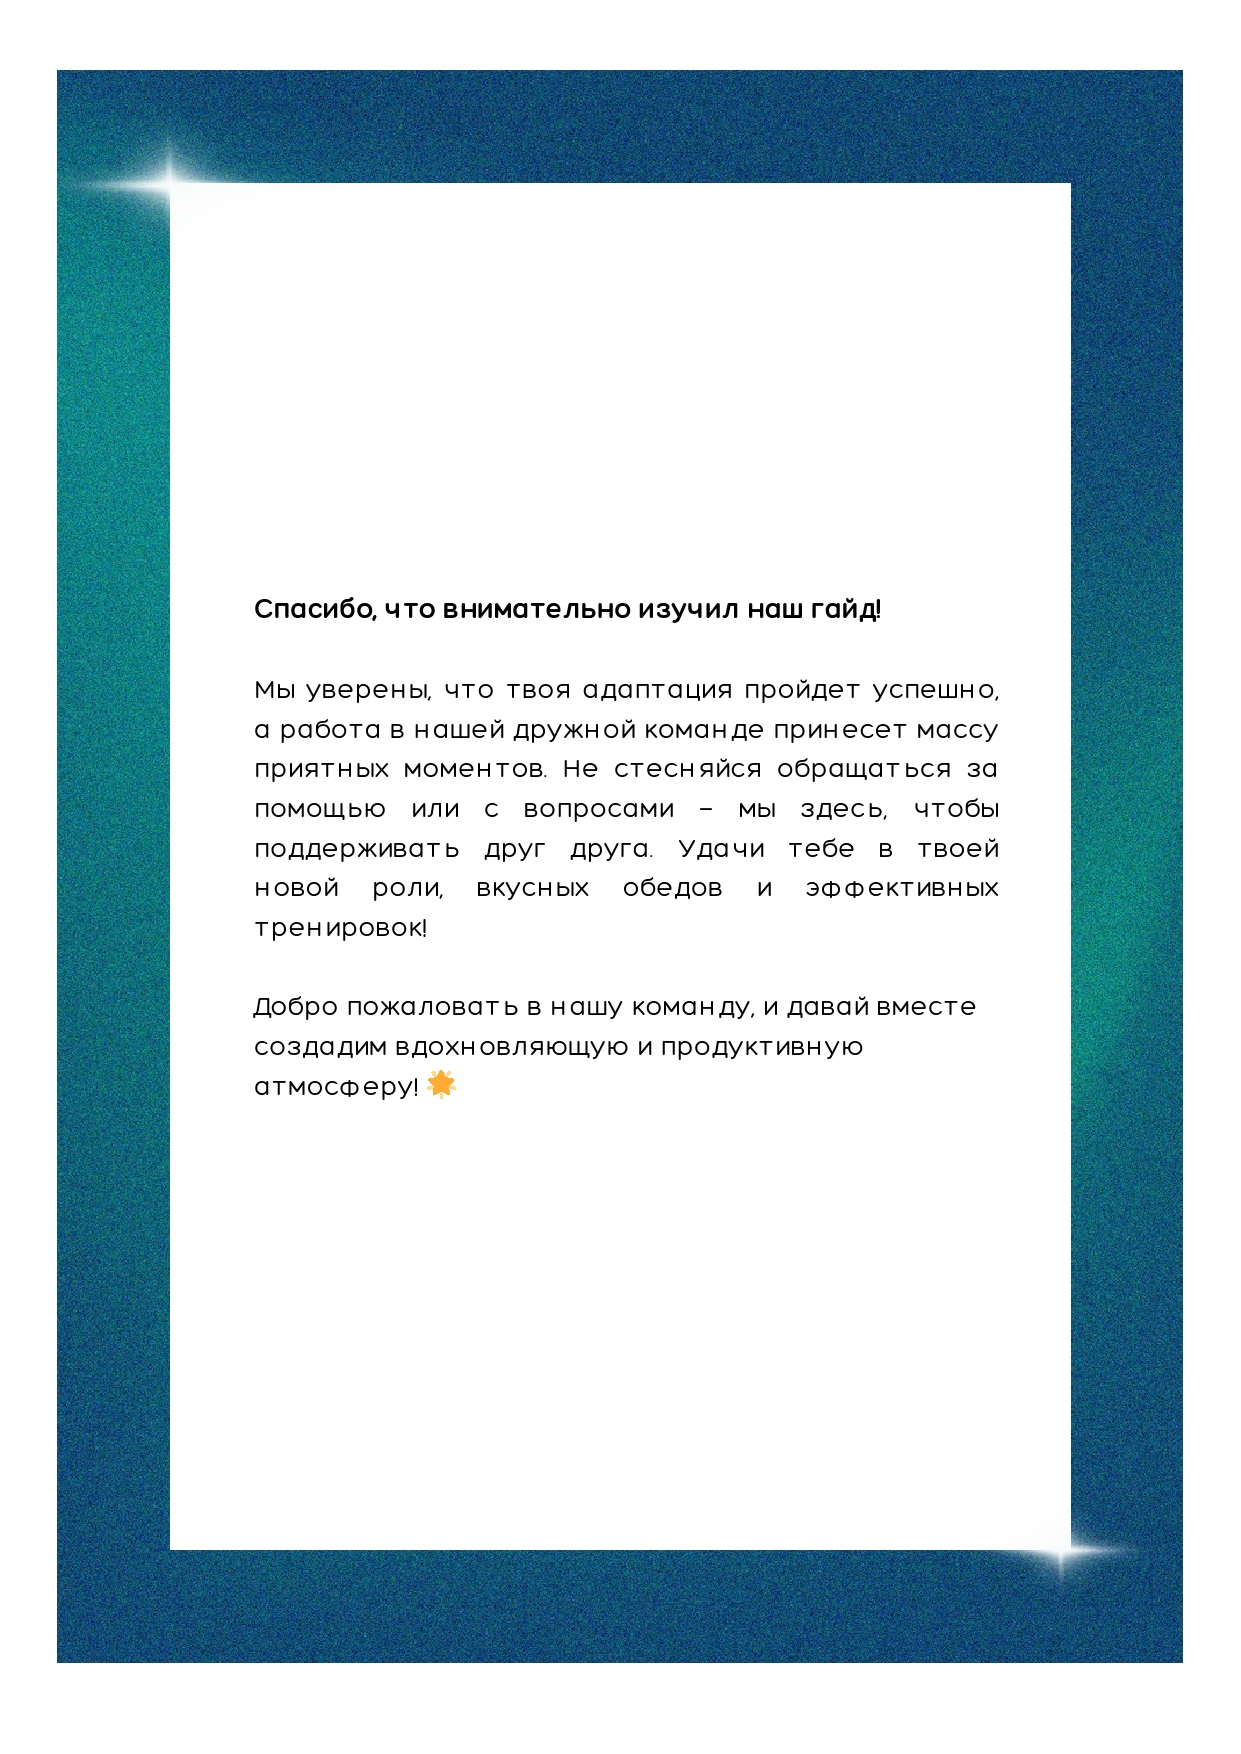 Спасибо, что внимательно изучил наш гайд!
Мы уверены, что твоя адаптация пройдет успешно,
а работа в нашей дружной команде принесет массу
приятных моментов. Не стесняйся обращаться за
помощью или с вопросами – мы здесь, чтобы
поддерживать друг друга. Удачи тебе в твоей
новой роли, вкусных обедов и эффективных
тренировок!
Добро пожаловать в нашу команду, и давай вместе
создадим вдохновляющую и продуктивную
атмосферу! 🌟